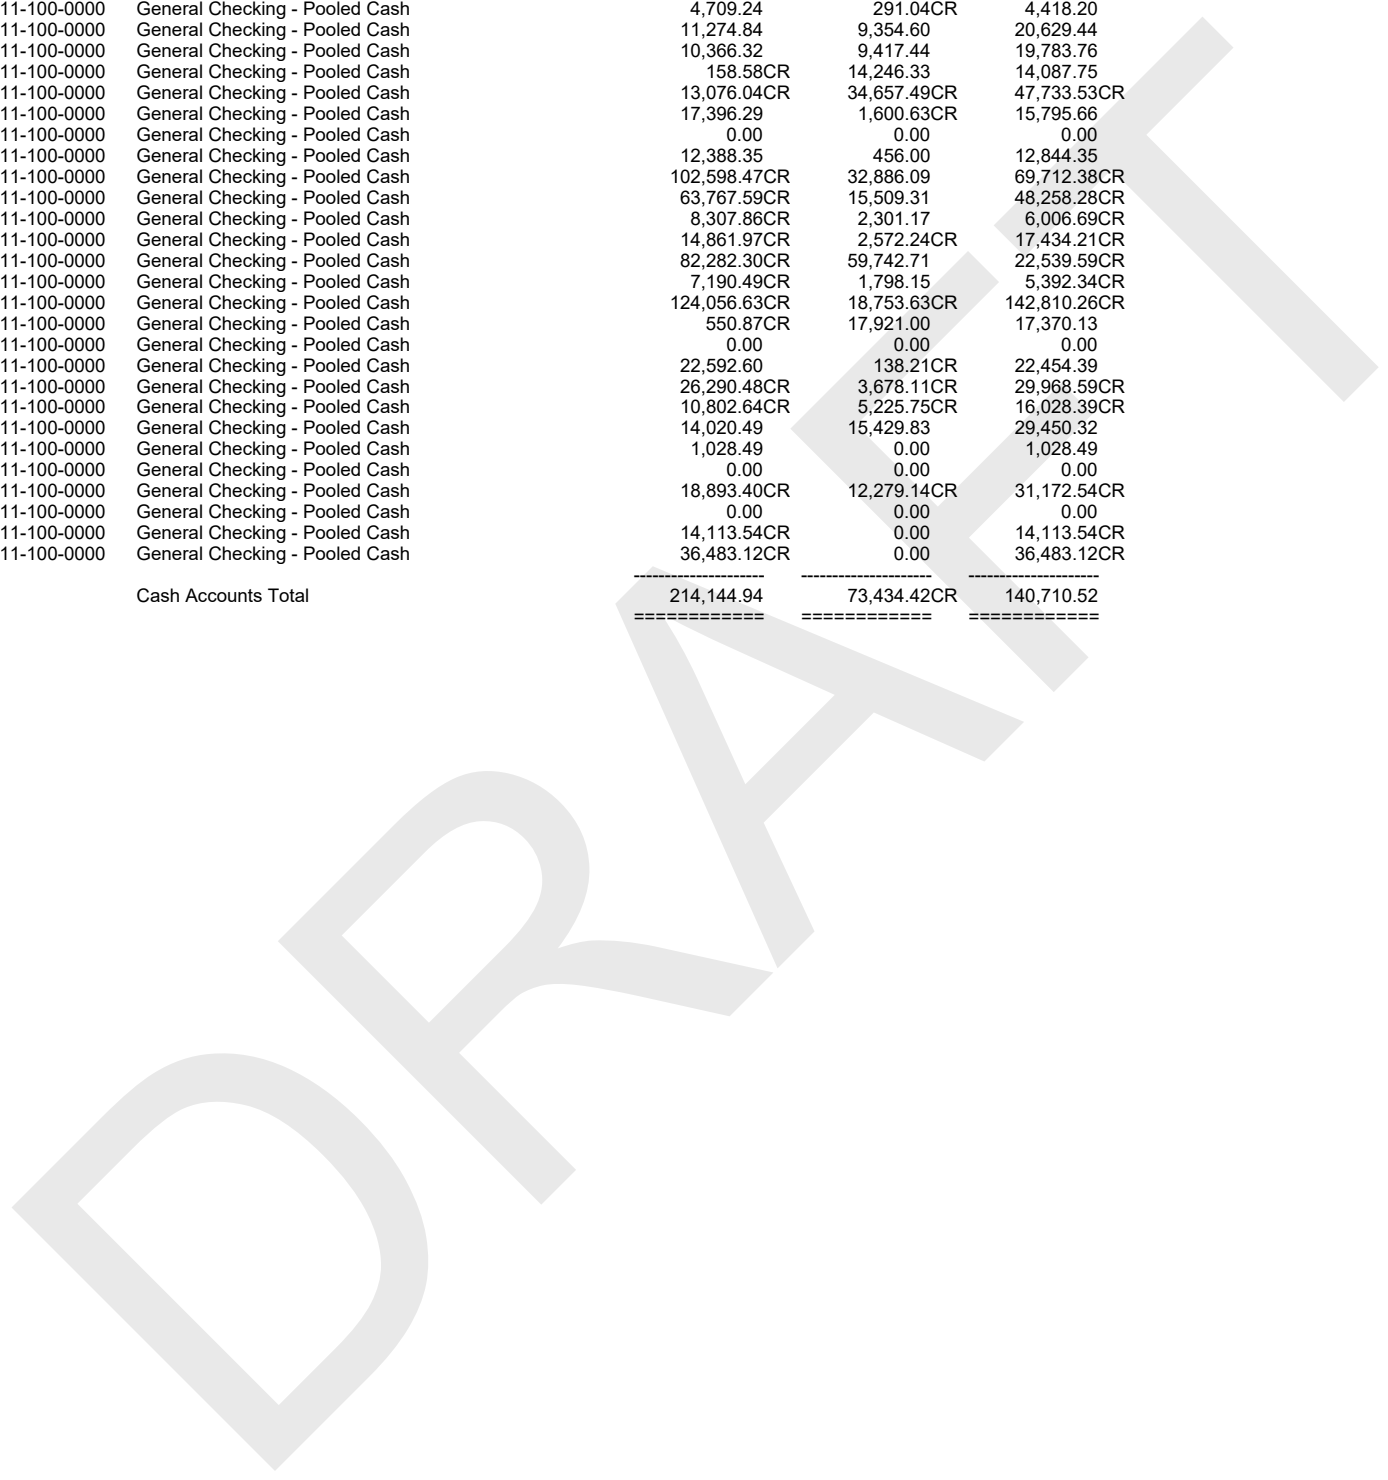 11-100-0000 General Checking - Pooled Cash 4,709.24 291.04CR 4,418.20
11-100-0000 General Checking - Pooled Cash 11,274.84 9,354.60 20,629.44
11-100-0000 General Checking - Pooled Cash 10,366.32 9,417.44 19,783.76
11-100-0000 General Checking - Pooled Cash 158.58CR 14,246.33 14,087.75
11-100-0000 General Checking - Pooled Cash 13,076.04CR 34,657.49CR 47,733.53CR
11-100-0000 General Checking - Pooled Cash 17,396.29 1,600.63CR 15,795.66
11-100-0000 General Checking - Pooled Cash 0.00 0.00 0.00
11-100-0000 General Checking - Pooled Cash 12,388.35 456.00 12,844.35
11-100-0000 General Checking - Pooled Cash 102,598.47CR 32,886.09 69,712.38CR
11-100-0000 General Checking - Pooled Cash 63,767.59CR 15,509.31 48,258.28CR
11-100-0000 General Checking - Pooled Cash 8,307.86CR 2,301.17 6,006.69CR
11-100-0000 General Checking - Pooled Cash 14,861.97CR 2,572.24CR 17,434.21CR
11-100-0000 General Checking - Pooled Cash 82,282.30CR 59,742.71 22,539.59CR
11-100-0000 General Checking - Pooled Cash 7,190.49CR 1,798.15 5,392.34CR
11-100-0000 General Checking - Pooled Cash 124,056.63CR 18,753.63CR 142,810.26CR
11-100-0000 General Checking - Pooled Cash 550.87CR 17,921.00 17,370.13
11-100-0000 General Checking - Pooled Cash 0.00 0.00 0.00
11-100-0000 General Checking - Pooled Cash 22,592.60 138.21CR 22,454.39
11-100-0000 General Checking - Pooled Cash 26,290.48CR 3,678.11CR 29,968.59CR
11-100-0000 General Checking - Pooled Cash 10,802.64CR 5,225.75CR 16,028.39CR
11-100-0000 General Checking - Pooled Cash 14,020.49 15,429.83 29,450.32
11-100-0000 General Checking - Pooled Cash 1,028.49 0.00 1,028.49
11-100-0000 General Checking - Pooled Cash 0.00 0.00 0.00
11-100-0000 General Checking - Pooled Cash 18,893.40CR 12,279.14CR 31,172.54CR
11-100-0000 General Checking - Pooled Cash 0.00 0.00 0.00
11-100-0000 General Checking - Pooled Cash 14,113.54CR 0.00 14,113.54CR
11-100-0000 General Checking - Pooled Cash 36,483.12CR 0.00 36,483.12CR
--------------------- --------------------- ---------------------
Cash Accounts Total 214,144.94 73,434.42CR 140,710.52
============ ============ ============
DRAFT